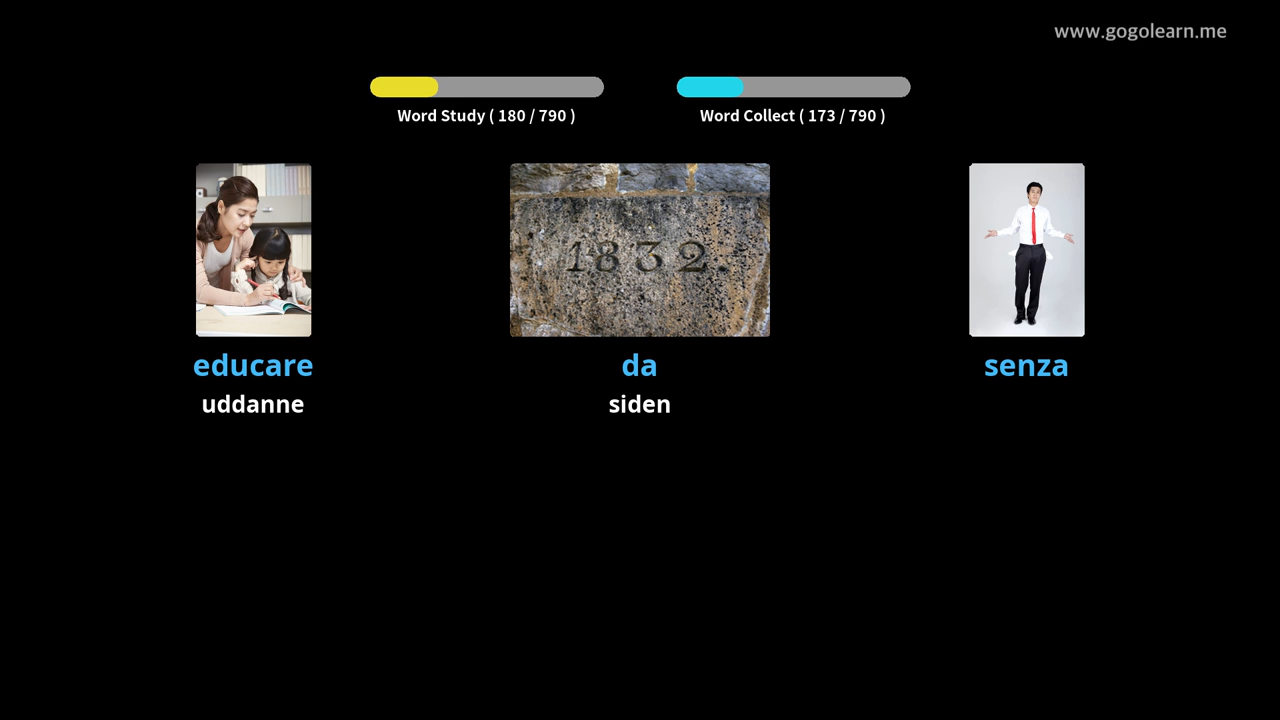 www.gogolearn.me
Word Study ( 180 / 790 )
Word Collect ( 173 / 790 )
1832.
educare
da
senza
uddanne
siden